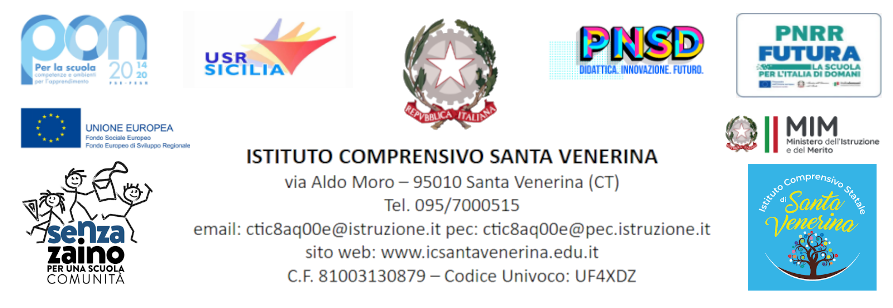 pon
2014
2020
Per la scuola
competenze e ambienti
per l'apprendimento
FSE-FESR
USR
SICILIA
REPVBBLICA ITALIANA
PNSD
DIDATTICA. INNOVAZIONE. FUTURO.
PNRR
FUTURA
LA SCUOLA
PER L'ITALIA DI DOMANI
UNIONE EUROPEA
Fondo Sociale Europeo
Fondo Europeo di Sviluppo Regionale
MIM
Ministero dell'Istruzione
e del Merito
ISTITUTO COMPRENSIVO SANTA VENERINA
via Aldo Moro – 95010 Santa Venerina (CT)
Tel. 095/7000515
email: ctic8aq00e@istruzione.it pec: ctic8aq00e@pec.istruzione.it
sito web: www.icsantavenerina.edu.it
C.F. 81003130879 – Codice Univoco: UF4XDZ
senza
zaino
PER UNA SCUOLA
COMUNITÀ
Istituto Comprensivo Statale
di Santa
Venerina